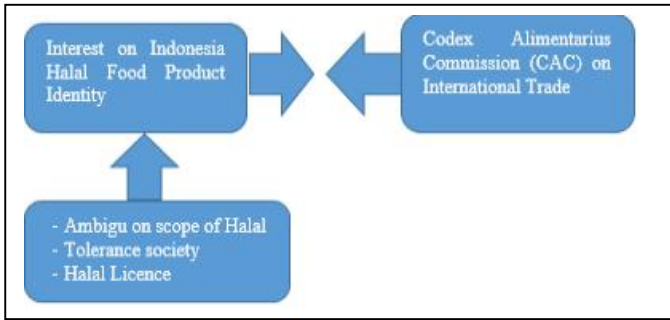 Interest on Indonesia
Halal Food Product
Identity
Codex Alimentarius
Commission (CAC) on
International Trade
- Ambigu on scope of Halal
- Tolerance society
- Halal Licence